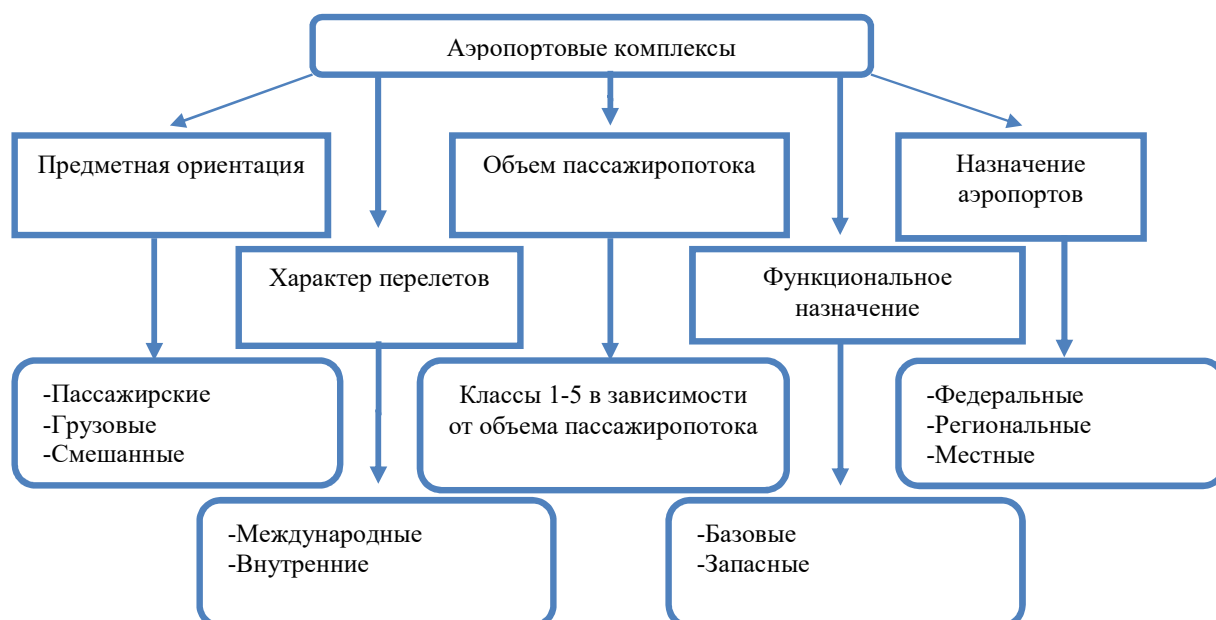 Аэропортовые комплексы
Предметная ориентация
Объем пассажиропотока
Назначение
аэропортов
Характер перелетов
Функциональное
назначение
-Пассажирские
-Грузовые
-Смешанные
Классы 1-5 в зависимости
от объема пассажиропотока
-Федеральные
-Региональные
-Местные
-Международные
-Внутренние
-Базовые
-Запасные